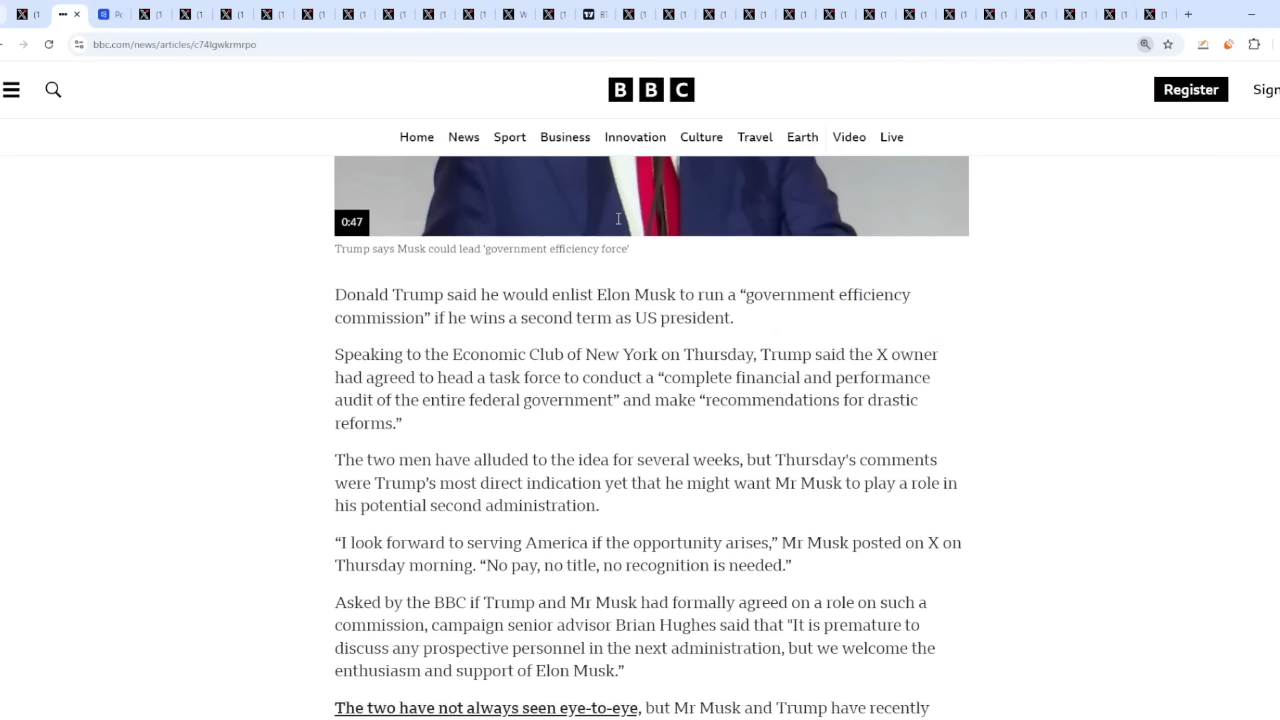 bbc.com/news/articles/c74lgwkrmrpo
BBC
Register
Home News Sport Business Innovation Culture Travel Earth Video Live
0:47
Trump says Musk could lead 'government efficiency force'
Donald Trump said he would enlist Elon Musk to run a “government efficiency
commission” if he wins a second term as US president.
Speaking to the Economic Club of New York on Thursday, Trump said the X owner
had agreed to head a task force to conduct a “complete financial and performance
audit of the entire federal government” and make “recommendations for drastic
reforms.”
The two men have alluded to the idea for several weeks, but Thursday's comments
were Trump’s most direct indication yet that he might want Mr Musk to play a role in
his potential second administration.
“I look forward to serving America if the opportunity arises,” Mr Musk posted on X on
Thursday morning. “No pay, no title, no recognition is needed.”
Asked by the BBC if Trump and Mr Musk had formally agreed on a role on such a
commission, campaign senior advisor Brian Hughes said that "It is premature to
discuss any prospective personnel in the next administration, but we welcome the
enthusiasm and support of Elon Musk.”
The two have not always seen eye-to-eye, but Mr Musk and Trump have recently